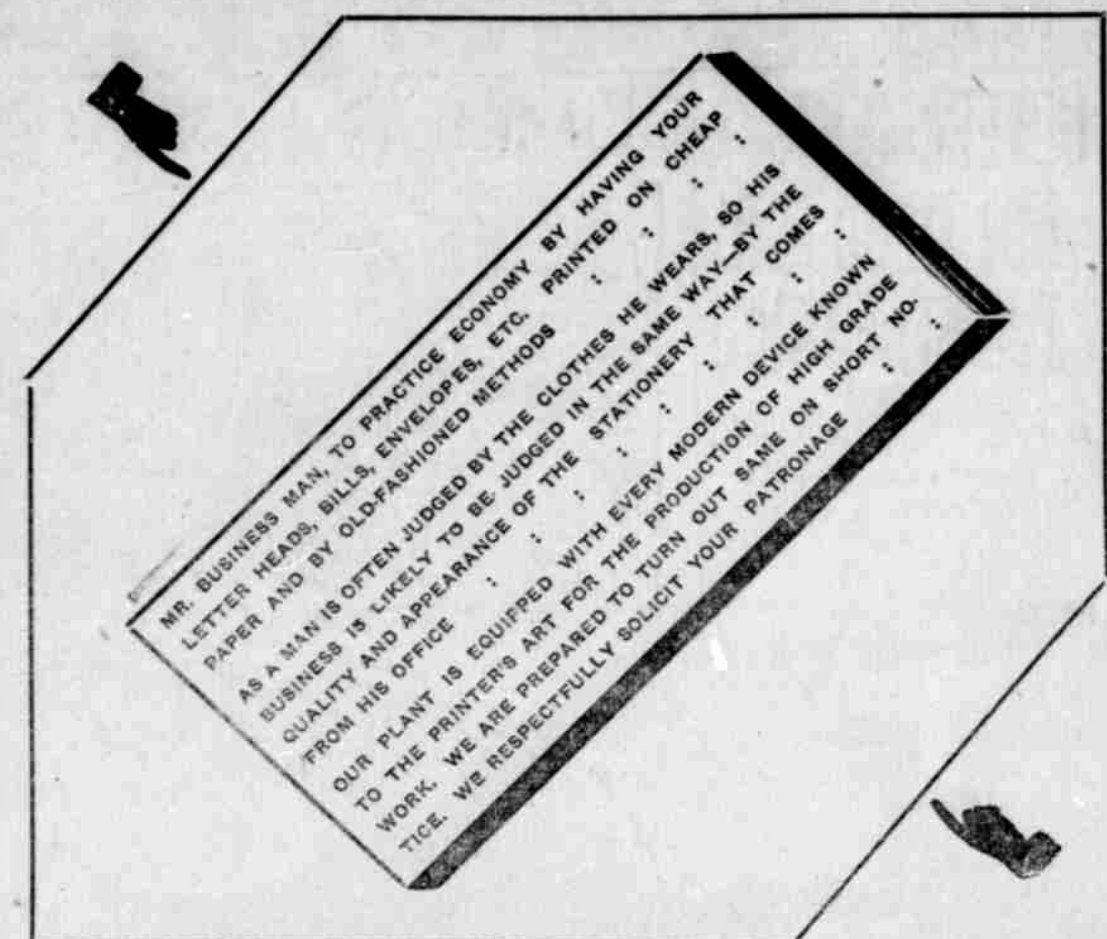 MR. BUSINESS MAN, TO PRACTICE ECONOMY BY HAVING YOUR
LETTER HEADS, BILLS, ENVELOPES, ETC. PRINTED ON CHEAP
PAPER AND BY OLD-FASHIONED METHODS : : : :
AS A MAN IS OFTEN JUDGED BY THE CLOTHES HE WEARS, SO HIS
BUSINESS IS LIKELY TO BE JUDGED IN THE SAME WAY—BY THE
QUALITY AND APPEARANCE OF THE STATIONERY THAT COMES
FROM HIS OFFICE : : : : : : : : :
OUR PLANT IS EQUIPPED WITH EVERY MODERN DEVICE KNOWN
TO THE PRINTER'S ART FOR THE PRODUCTION OF HIGH GRADE
WORK. WE ARE PREPARED TO TURN OUT SAME ON SHORT NO-
TICE. WE RESPECTFULLY SOLICIT YOUR PATRONAGE : :